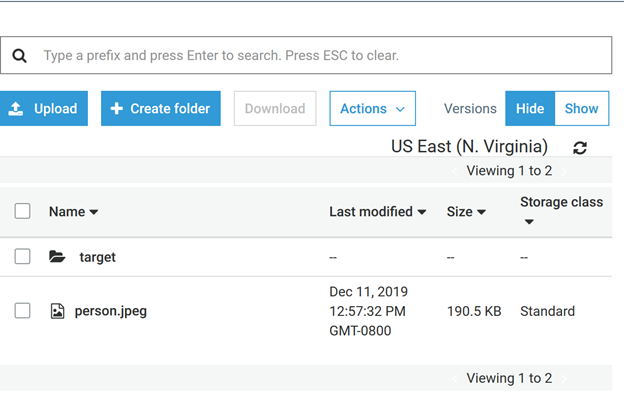 Type a prefix and press Enter to search. Press ESC to clear.
Upload Create folder Download Actions Versions Hide Show
US East (N. Virginia)
Viewing 1 to 2
Name Last modified Size Storage class
target -- -- --
person.jpeg Dec 11, 2019 12:57:32 PM GMT-0800 190.5 KB Standard
Viewing 1 to 2